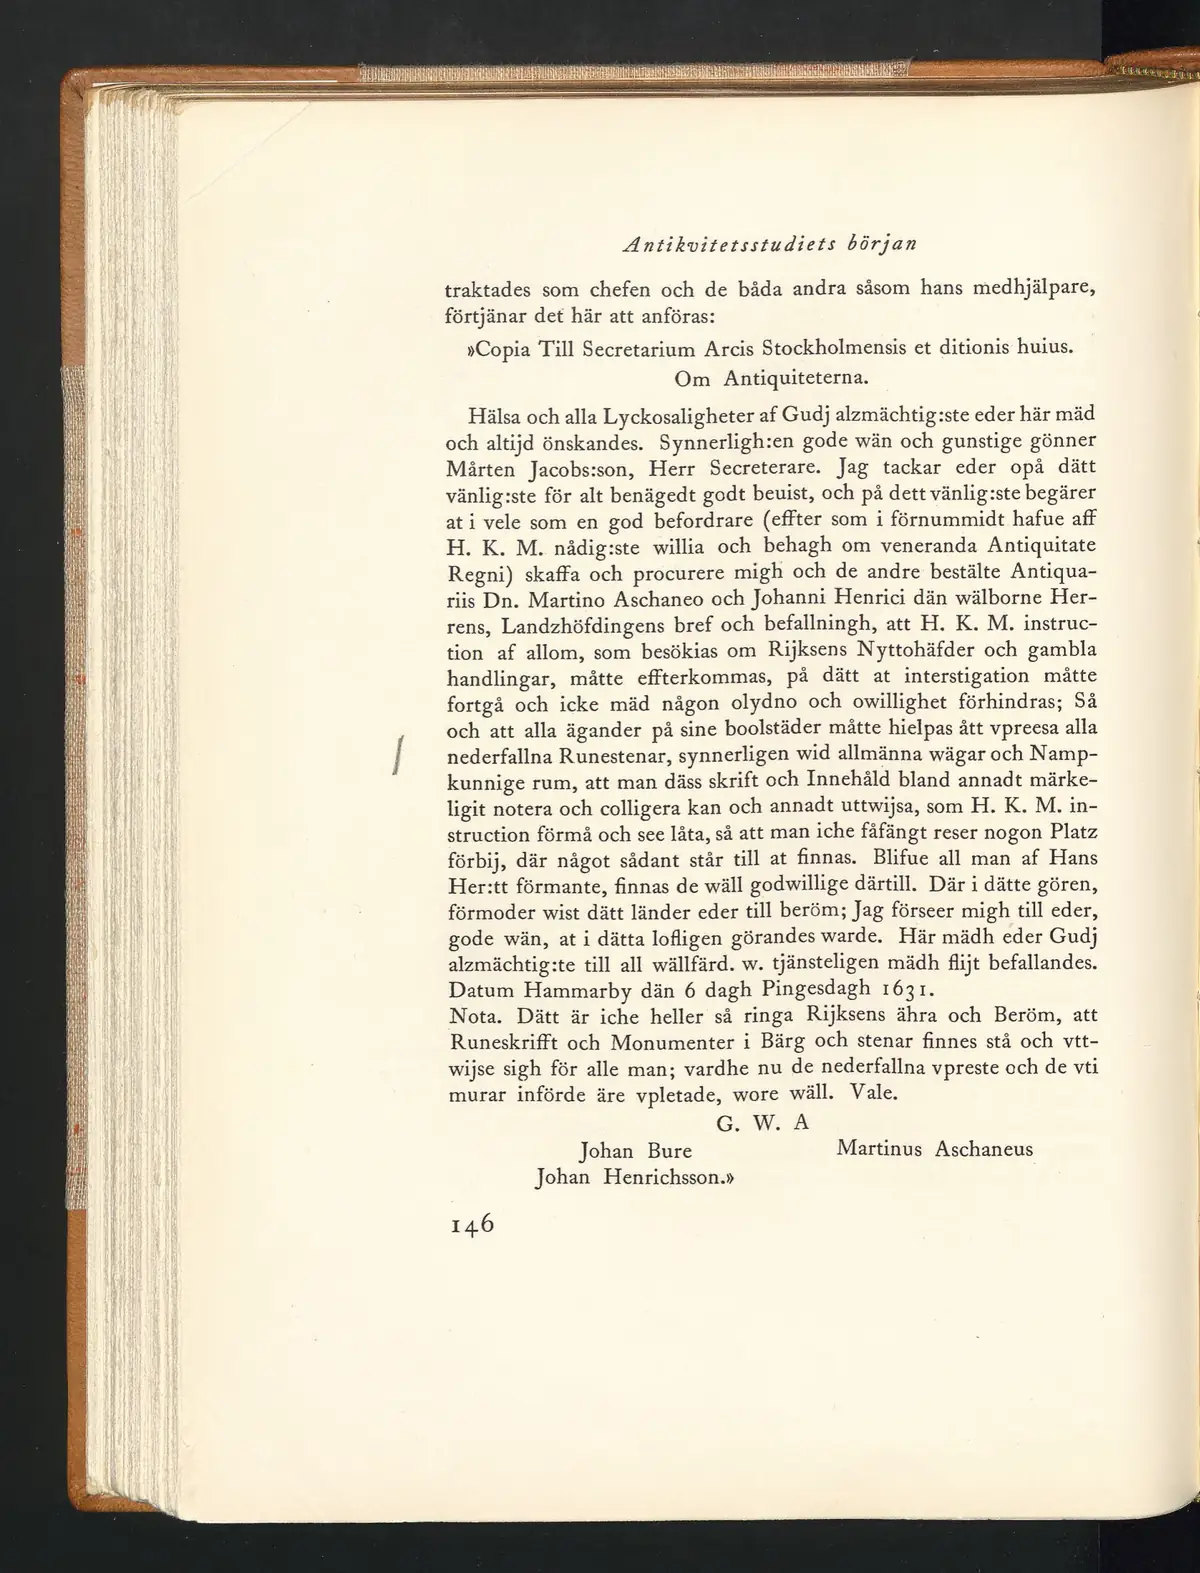 Antikvitetsstudiets början
traktades som chefen och de båda andra såsom hans medhjälpare,
förtjänar det här att anföras:
»Copia Till Secretarium Arcis Stockholmensis et ditionis huius.
Om Antiquiteterna.
Hälsa och alla Lyckosaligheter af Gudj alzmächtig:ste eder här mäd
och altijd önskandes. Synnerligh:en gode wän och gunstige gönner
Mårten Jacobs:son, Herr Secreterare. Jag tackar eder opå dätt
vänlig:ste för alt benägedt godt beuist, och på dett vänlig:ste begärer
at i vele som en god befordrare (effter som i förnummidt hafue aff
H. K. M. nådig:ste willia och behagh om veneranda Antiquitate
Regni) skaffa och procurere migh och de andre bestälte Antiqua-
riis Dn. Martino Aschaneo och Johanni Henrici dän wälborne Her-
rens, Landzhöfdingens bref och befallningh, att H. K. M. instruc-
tion af allom, som besökias om Rijksens Nyttohäfder och gambla
handlingar, måtte effterkommas, på dätt at interstigation måtte
fortgå och icke mäd någon olydno och owillighet förhindras; Så
och att alla ägander på sine boolstäder måtte hielpas ått vpreesa alla
nederfallna Runestenar, synnerligen wid allmänna wägar och Namp-
kunnige rum, att man däss skrift och Innehåld bland annadt märke-
ligit notera och colligera kan och annadt uttwijsa, som H. K. M. in-
struction förmå och see låta, så att man iche fåfängt reser nogon Platz
förbij, där något sådant står till at finnas. Blifue all man af Hans
Her:tt förmante, finnas de wäll godwillige därtill. Där i dätte gören,
förmoder wist dätt länder eder till beröm; Jag förseer migh till eder,
gode wän, at i dätta lofligen görandes warde. Här mädh eder Gudj
alzmächtig:te till all wällfärd. w. tjänsteligen mädh flijt befallandes.
Datum Hammarby dän 6 dagh Pingesdagh 1631.
Nota. Dätt är iche heller så ringa Rijksens ähra och Beröm, att
Runeskrifft och Monumenter i Bärg och stenar finnes stå och vtt-
wijse sigh för alle man; vardhe nu de nederfallna vpreste och de vti
murar införde äre vpletade, wore wäll. Vale.
G. W. A
Johan Bure Martinus Aschaneus
Johan Henrichsson.»
146